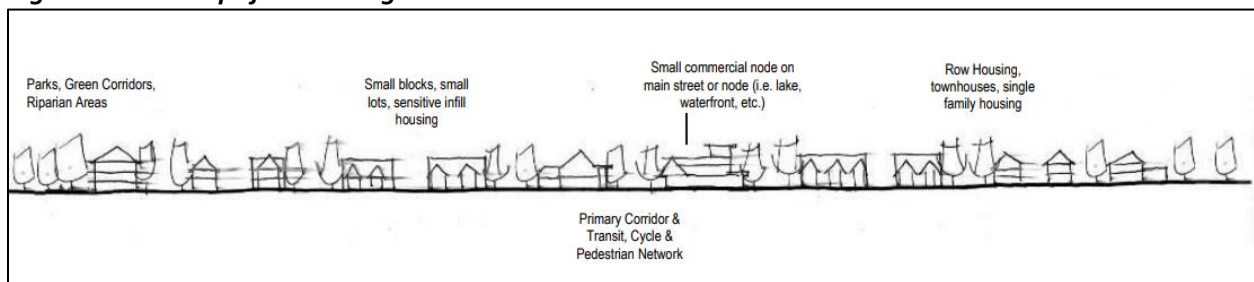 Parks, Green Corridors,
Riparian Areas
Small blocks, small
lots, sensitive infill
housing
Small commercial node on
main street or node (i.e. lake,
waterfront, etc.)
Row Housing,
townhouses, single
family housing
Primary Corridor &
Transit, Cycle &
Pedestrian Network